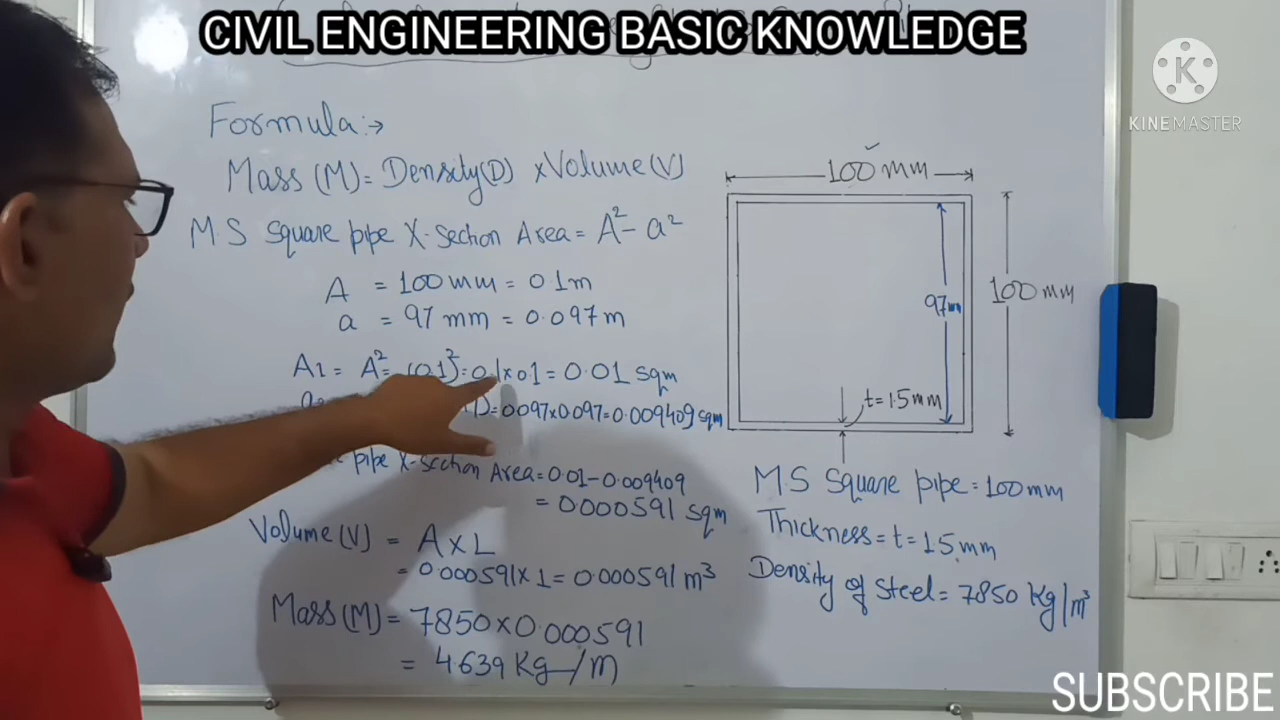 CIVIL ENGINEERING BASIC KNOWLEDGE
KINEMASTER
Formula:→
Mass (M) = Density(D) × Volume(V)
M.S Square pipe X-Section Area = A² - a²
A = 100 mm = 0.1m
a = 97 mm = 0.097m
A1 = A² = (0.1)² = 0.1 × 0.1 = 0.01 sqm
= 0.097×0.097 = 0.009409 sqm
pipe X-section Area = 0.01 - 0.009409
= 0.000591 sqm
Volume (V) = A × L
= 0.000591 × 1 = 0.000591 m³
Mass (M) = 7850 × 0.000591
= 4.639 Kg/m
100 mm
100 mm
97m
t = 1.5 mm
M.S Square pipe = 100 mm
Thickness = t = 1.5 mm
Density of Steel = 7850 Kg/m³
SUBSCRIBE